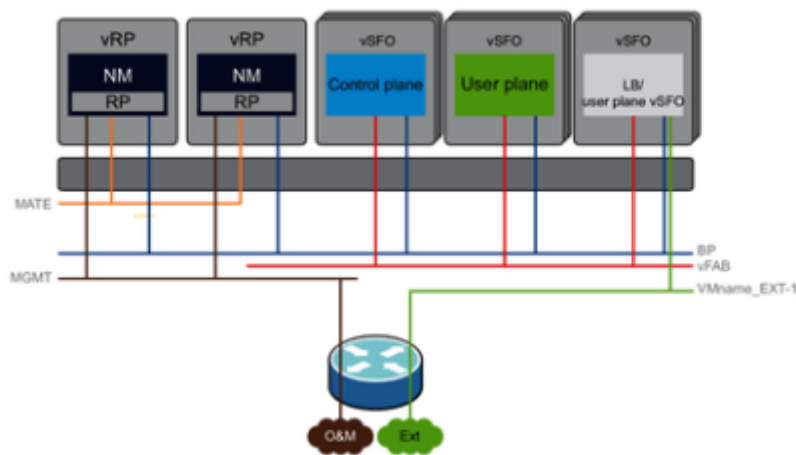 vRP
vRP
vSFO
vSFO
vSFO
NM
NM
Control plane
User plane
LB/
user plane vSFO
RP
RP
MATE
BP
vFAB
MGMT
VMname_EXT-1
O&M
Ext